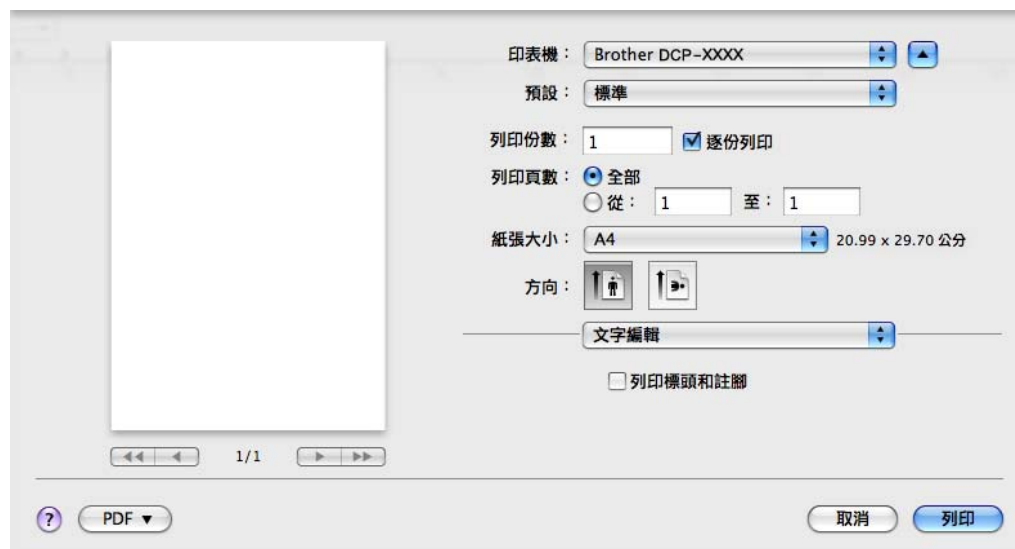 印表機： Brother DCP-XXXX
預設： 標準
列印份數： 1 逐份列印
列印頁數： 全部
從： 1 至： 1
紙張大小： A4 20.99 x 29.70 公分
方向：
文字編輯
列印標頭和註腳
1/1
? PDF ▼ 取消 列印